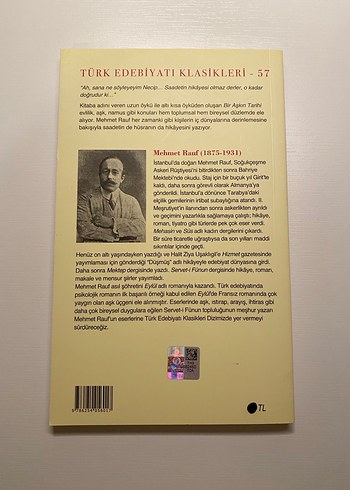 TÜRK EDEBİYATI KLASİKLERİ - 57
"Ah, sana ne söyleyeyim Necip... Saadetin hikâyesi olmaz derler, o kadar
doğrudur ki..."
Kitaba adını veren uzun öykü ile altı kısa öyküden oluşan Bir Aşkın Tarihi
evlilik, aşk, namus gibi konuları hem toplumsal hem bireysel düzlemde ele
alıyor. Mehmet Rauf her zamanki gibi kişilerin iç dünyalarına derinlemesine
bakışıyla saadetin de hüsranın da hikâyesini yazıyor.
Mehmet Rauf (1875-1931)
İstanbul'da doğan Mehmet Rauf, Soğukçeşme
Askeri Rüştiyesi'ni bitirdikten sonra Bahriye
Mektebi'nde okudu. Staj için bir buçuk yıl Girit'te
kaldı, daha sonra görevli olarak Almanya'ya
gönderildi. İstanbul'a dönünce Tarabya'daki
elçilik gemilerinin irtibat subaylığına atandı. II.
Meşrutiyet'in ilanından sonra askerlikten ayrıldı
ve geçimini yazarlıkla sağlamaya çalıştı; hikâye,
roman, tiyatro gibi türlerde pek çok eser verdi.
Mehasin ve Süs adlı kadın dergilerini çıkardı.
Bir süre ticaretle uğraştıysa da son yılları maddi
sıkıntılar içinde geçti.
Henüz on altı yaşındayken yazdığı ve Halit Ziya Uşaklıgil'e Hizmet gazetesinde
yayımlaması için gönderdiği "Düşmüş" adlı hikâyeyle edebiyat dünyasına girdi.
Daha sonra Mektep dergisinde yazdı. Servet-i Fünun dergisinde hikâye, roman,
makale ve mensur şiirler yayımladı.
Mehmet Rauf asıl şöhretini Eylül adlı romanıyla kazandı. Türk edebiyatında
psikolojik romanın ilk başarılı örneği kabul edilen Eylül'de Fransız romanında çok
yaygın olan aşk üçgeni ele alınmıştır. Eserlerinde aşk, ıstırap, arayış, ihtiras gibi
daha çok bireysel duygulara eğilen Servet-i Fünun topluluğunun meşhur yazarı
Mehmet Rauf'un eserlerine Türk Edebiyatı Klasikleri Dizimizde yer vermeyi
sürdüreceğiz.
TL